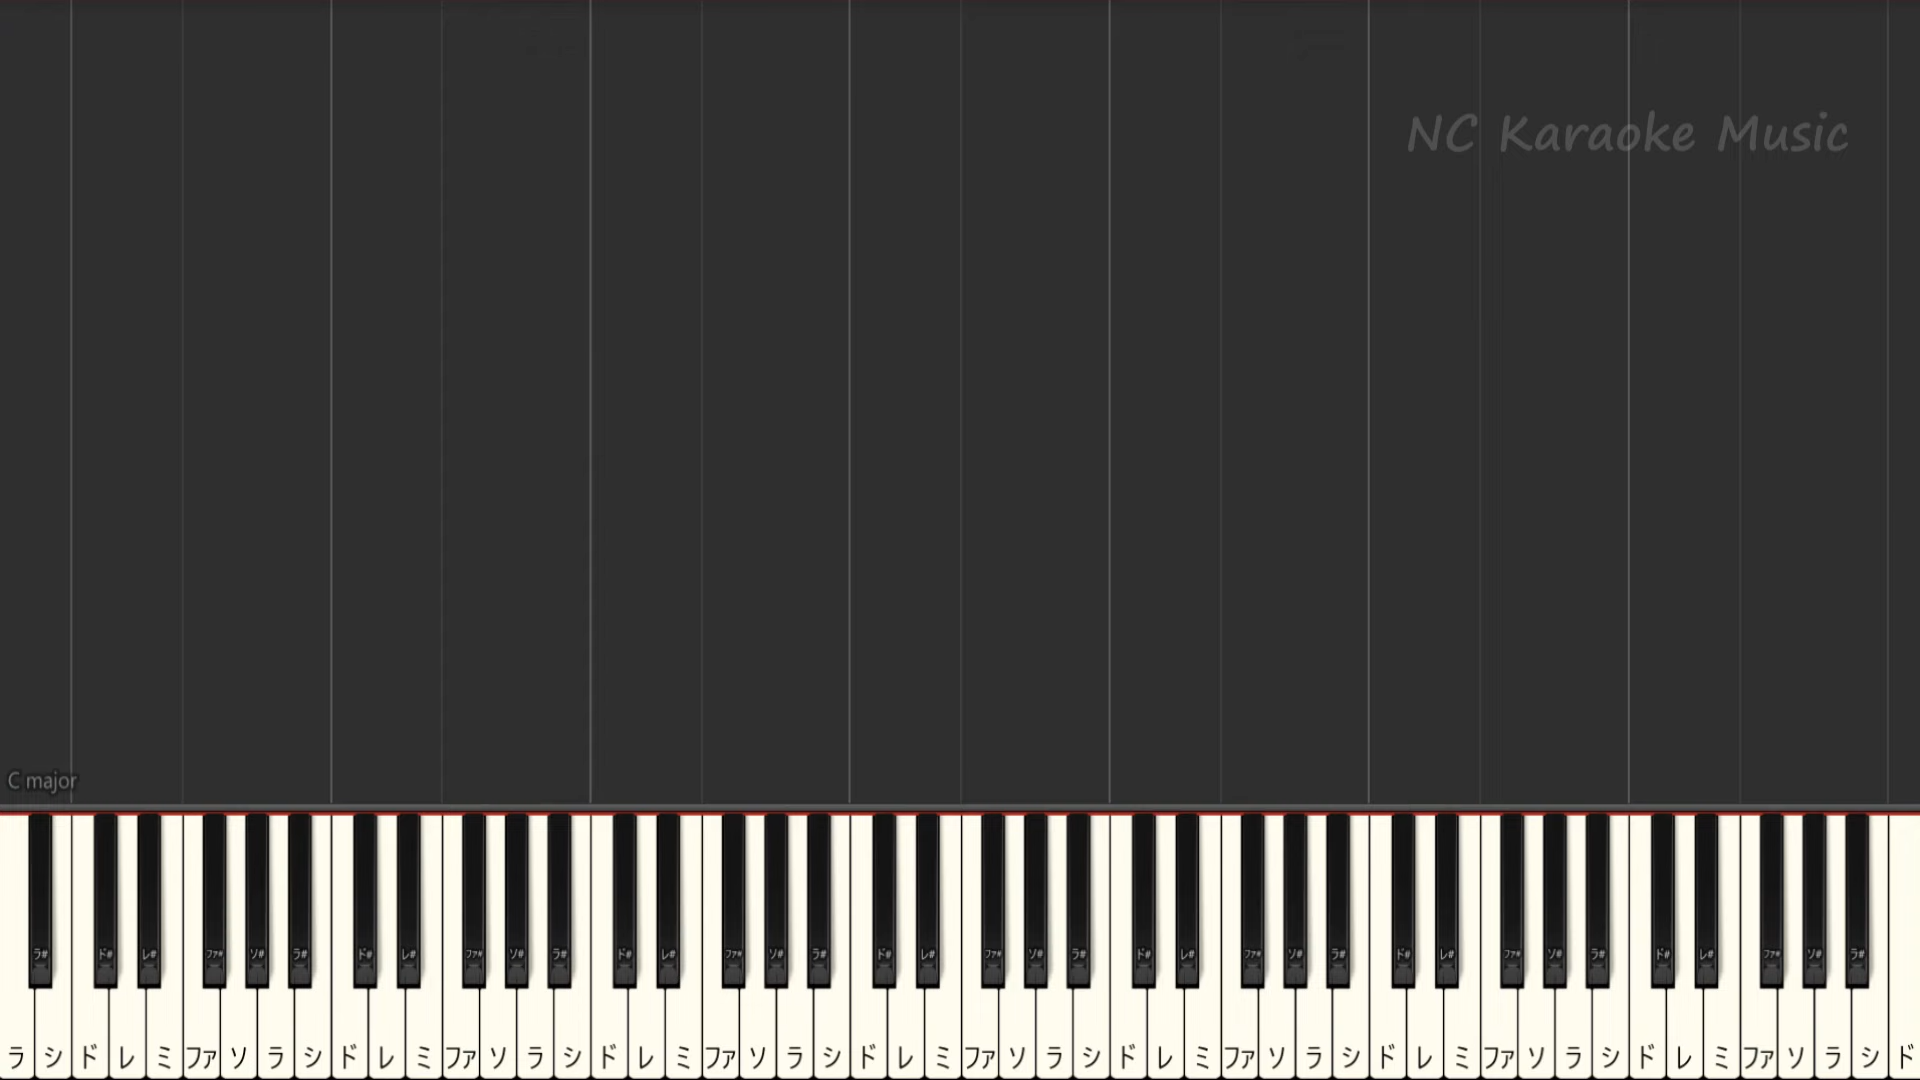 NC Karaoke Music
C major
ラ# ド# レ# ファ# ソ# ラ# ド# レ# ファ# ソ# ラ# ド# レ# ファ# ソ# ラ# ド# レ# ファ# ソ# ラ# ド# レ# ファ# ソ# ラ# ド# レ# ファ# ソ# ラ# ド# レ# ファ# ソ# ラ#
ラ シ ド レ ミ ファ ソ ラ シ ド レ ミ ファ ソ ラ シ ド レ ミ ファ ソ ラ シ ド レ ミ ファ ソ ラ シ ド レ ミ ファ ソ ラ シ ド レ ミ ファ ソ ラ シ ド レ ミ ファ ソ ラ シ ド